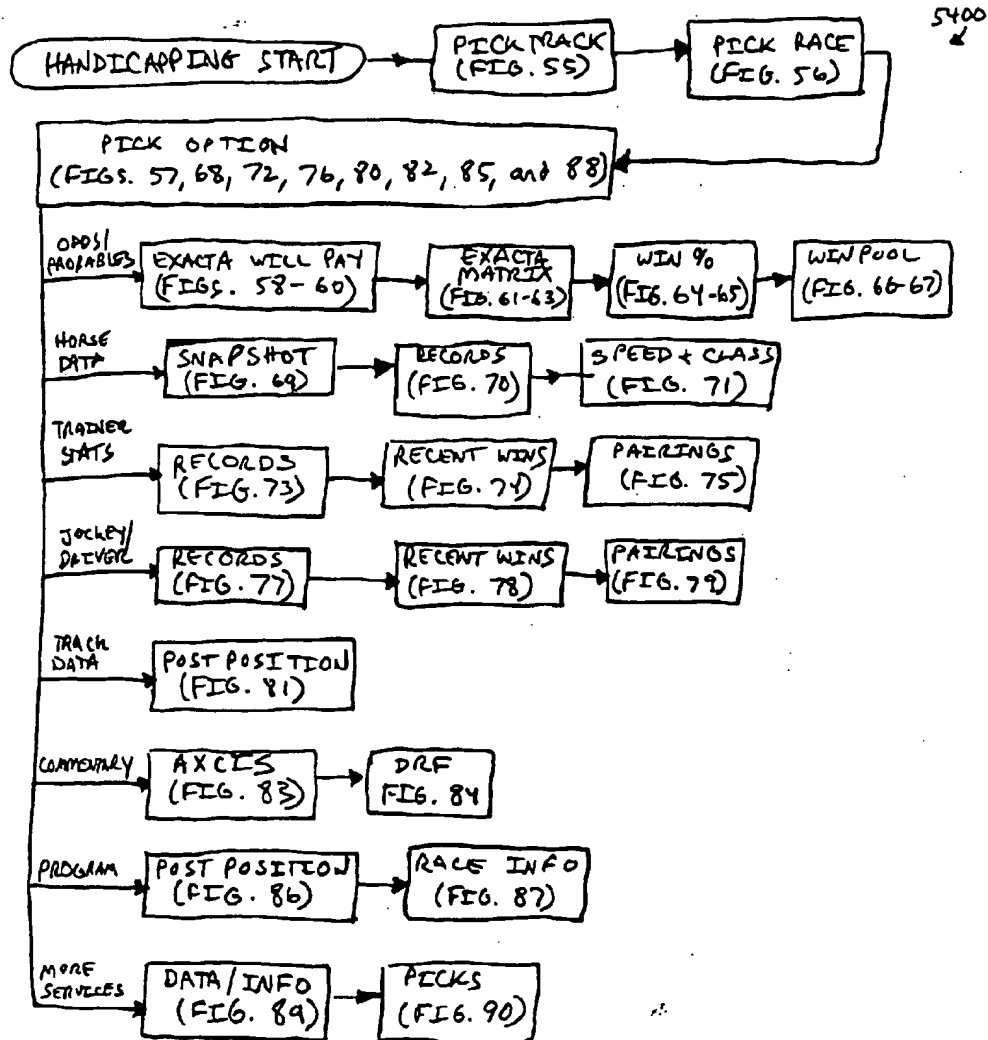 5400
HANDICAPPING START
PICK TRACK
(FIG. 55)
PICK RACE
(FIG. 56)
PICK OPTION
(FIGS. 57, 68, 72, 76, 80, 82, 85, and 88)
ODDS/
PROBABLES
EXACTA WILL PAY
(FIGS. 58-60)
EXACTA
MATRIX
(FIG. 61-63)
WIN %
(FIG. 64-65)
WIN POOL
(FIG. 66-67)
HORSE
DATA
SNAPSHOT
(FIG. 69)
RECORDS
(FIG. 70)
SPEED + CLASS
(FIG. 71)
TRAINER
STATS
RECORDS
(FIG. 73)
RECENT WINS
(FIG. 74)
PAIRINGS
(FIG. 75)
JOCKEY/
DRIVER
RECORDS
(FIG. 77)
RECENT WINS
(FIG. 78)
PAIRINGS
(FIG. 79)
TRACK
DATA
POST POSITION
(FIG. 81)
COMMENTARY
AXCIS
(FIG. 83)
DRF
FIG. 84
PROGRAM
POST POSITION
(FIG. 86)
RACE INFO
(FIG. 87)
MORE
SERVICES
DATA/INFO
(FIG. 89)
PICKS
(FIG. 90)